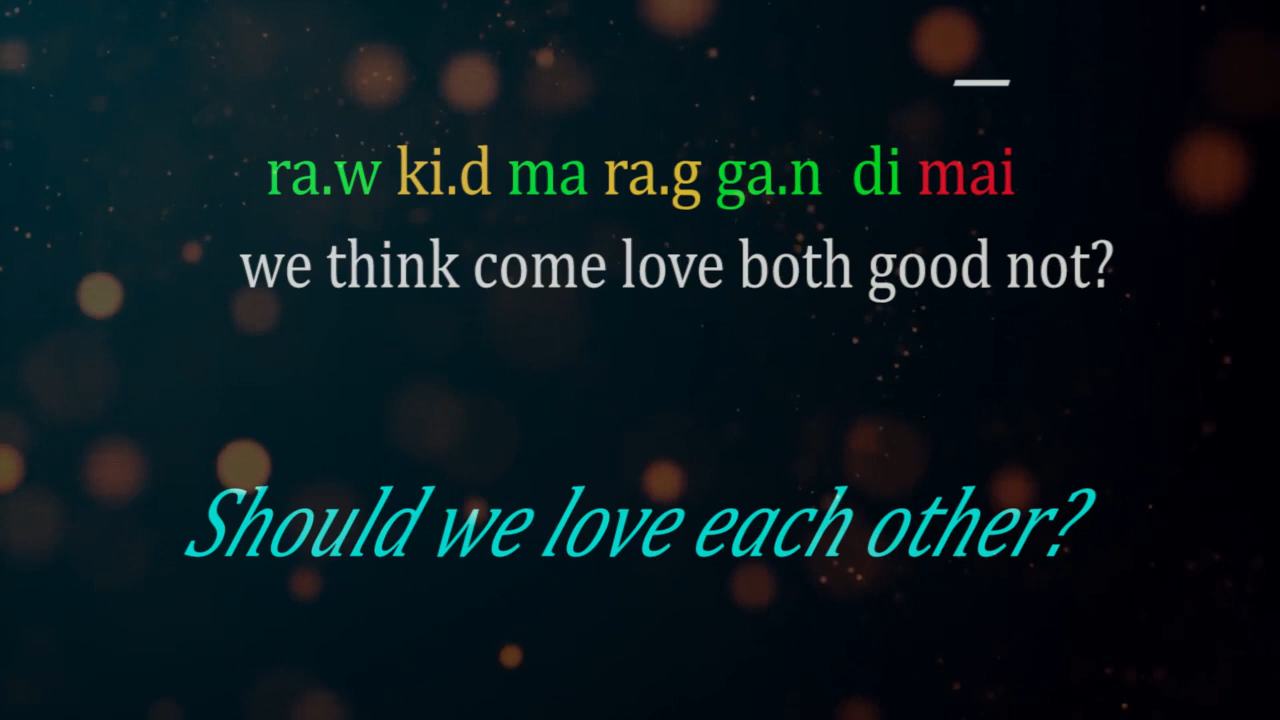 ra.w ki.d ma ra.g ga.n di mai
we think come love both good not?
Should we love each other?